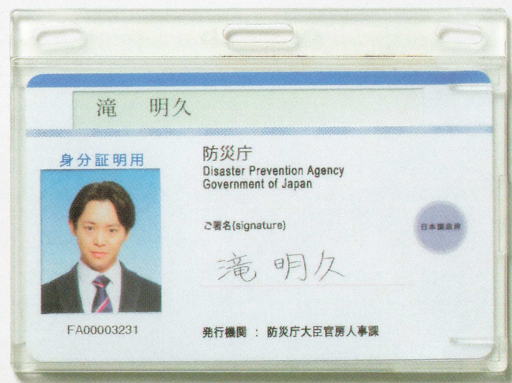 滝　明久
身分証明用
防災庁
Disaster Prevention Agency
Government of Japan
ご署名(signature)
滝 明久
日本国政府
FA00003231
発行機関 ： 防災庁大臣官房人事課